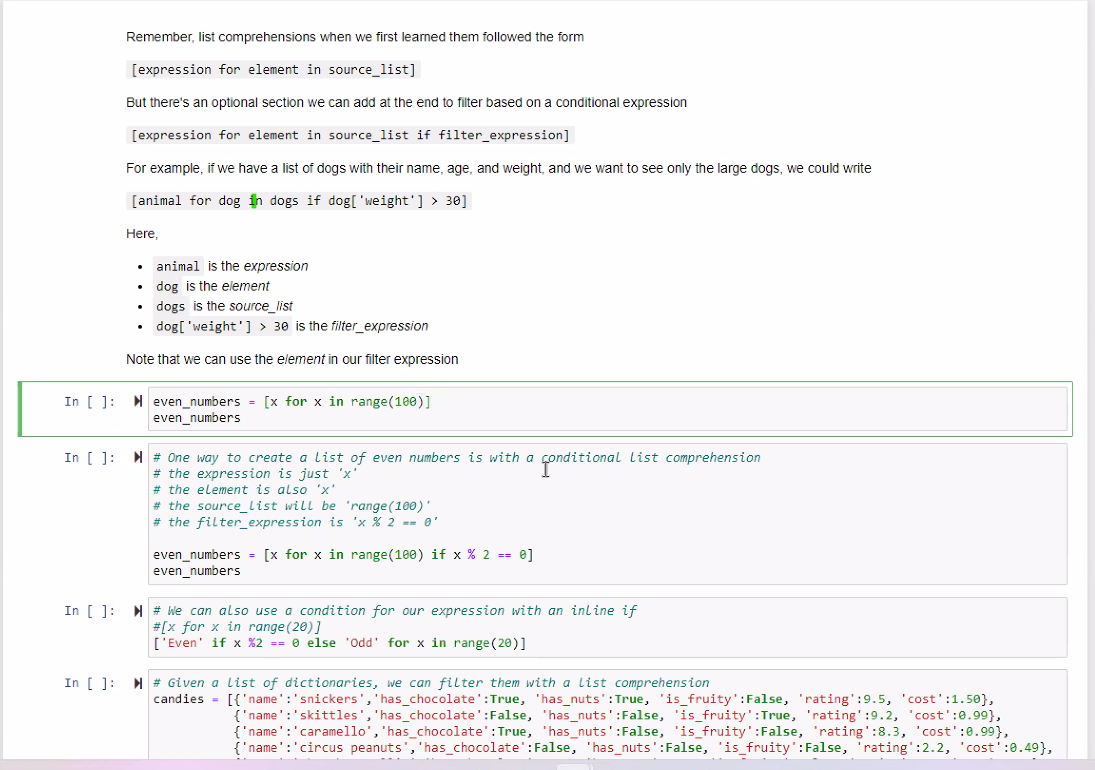 Remember, list comprehensions when we first learned them followed the form
[expression for element in source_list]
But there's an optional section we can add at the end to filter based on a conditional expression
[expression for element in source_list if filter_expression]
For example, if we have a list of dogs with their name, age, and weight, and we want to see only the large dogs, we could write
[animal for dog in dogs if dog['weight'] > 30]
Here,
• animal is the expression
• dog is the element
• dogs is the source_list
• dog['weight'] > 30 is the filter_expression
Note that we can use the element in our filter expression
In [ ]: even_numbers = [x for x in range(100)]
even_numbers
In [ ]: # One way to create a list of even numbers is with a conditional list comprehension
# the expression is just 'x'
# the element is also 'x'
# the source_list will be 'range(100)'
# the filter_expression is 'x % 2 == 0'
even_numbers = [x for x in range(100) if x % 2 == 0]
even_numbers
In [ ]: # We can also use a condition for our expression with an inline if
#[x for x in range(20)]
['Even' if x %2 == 0 else 'Odd' for x in range(20)]
In [ ]: # Given a list of dictionaries, we can filter them with a list comprehension
candies = [{'name':'snickers','has_chocolate':True, 'has_nuts':True, 'is_fruity':False, 'rating':9.5, 'cost':1.50},
{'name':'skittles','has_chocolate':False, 'has_nuts':False, 'is_fruity':True, 'rating':9.2, 'cost':0.99},
{'name':'caramello','has_chocolate':True, 'has_nuts':False, 'is_fruity':False, 'rating':8.3, 'cost':0.99},
{'name':'circus peanuts','has_chocolate':False, 'has_nuts':False, 'is_fruity':False, 'rating':2.2, 'cost':0.49},